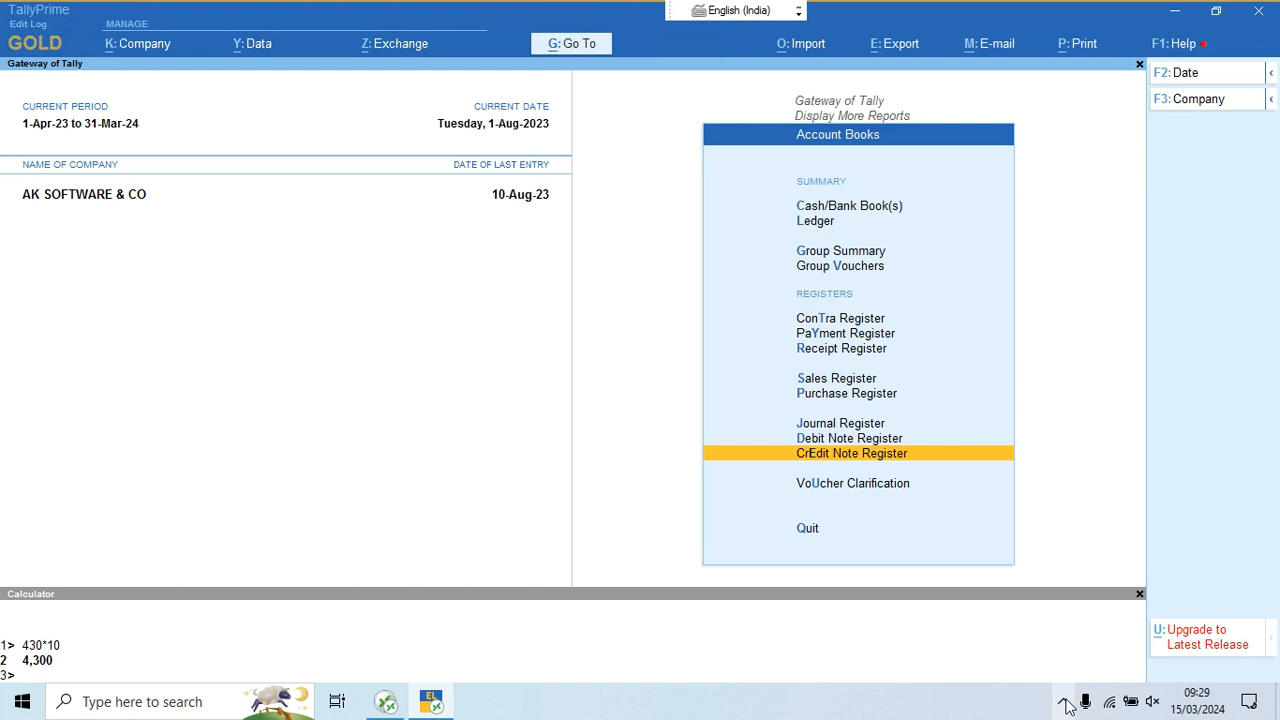 TallyPrime
Edit Log
GOLD
MANAGE
K: Company
Y: Data
Z: Exchange
G: Go To
O: Import
E: Export
M: E-mail
P: Print
F1: Help
English (India)
Gateway of Tally
CURRENT PERIOD
CURRENT DATE
1-Apr-23 to 31-Mar-24
Tuesday, 1-Aug-2023
NAME OF COMPANY
DATE OF LAST ENTRY
AK SOFTWARE & CO
10-Aug-23
Gateway of Tally
Display More Reports
Account Books
SUMMARY
Cash/Bank Book(s)
Ledger
Group Summary
Group Vouchers
REGISTERS
ConTra Register
PaYment Register
Receipt Register
Sales Register
Purchase Register
Journal Register
Debit Note Register
CrEdit Note Register
VoUcher Clarification
Quit
F2: Date
F3: Company
U: Upgrade to
Latest Release
Calculator
1> 430*10
2 4,300
3>
Type here to search
EL
09:29
15/03/2024